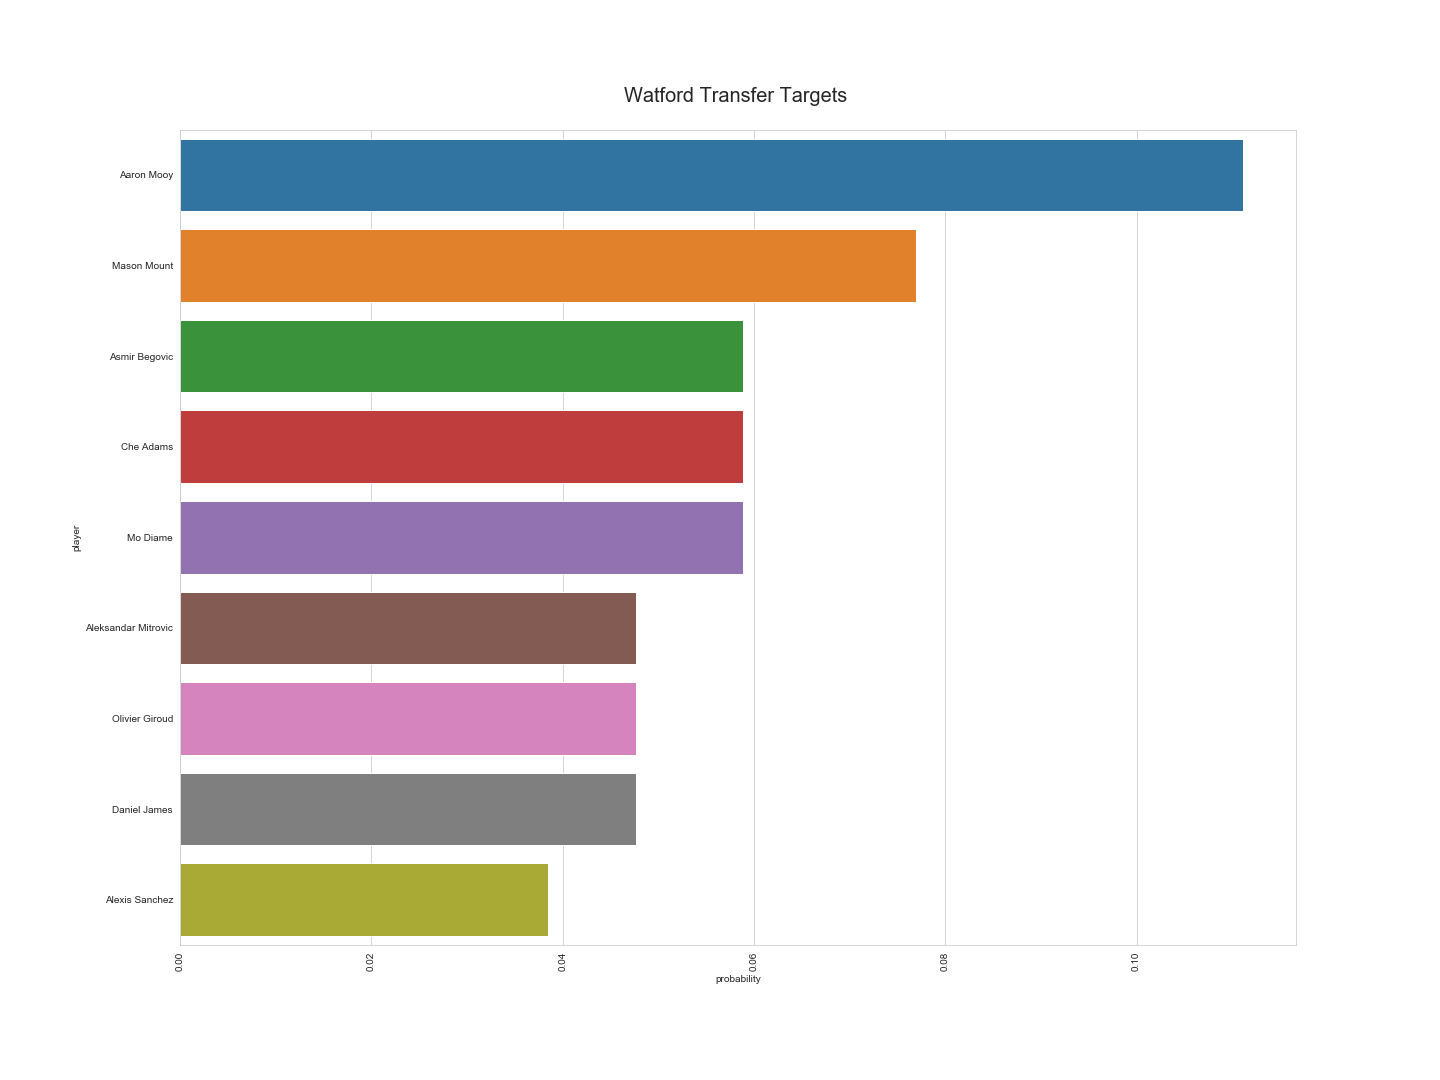 Watford Transfer Targets
player
Aaron Mooy
Mason Mount
Asmir Begovic
Che Adams
Mo Diame
Aleksandar Mitrovic
Olivier Giroud
Daniel James
Alexis Sanchez
0.00
0.02
0.04
0.06
0.08
0.10
probability